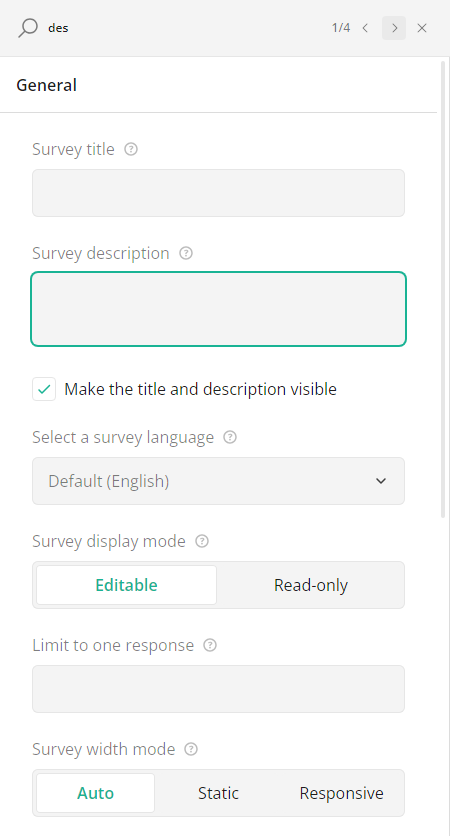 des 1/4
General
Survey title
Survey description
Make the title and description visible
Select a survey language
Default (English)
Survey display mode
Editable Read-only
Limit to one response
Survey width mode
Auto Static Responsive